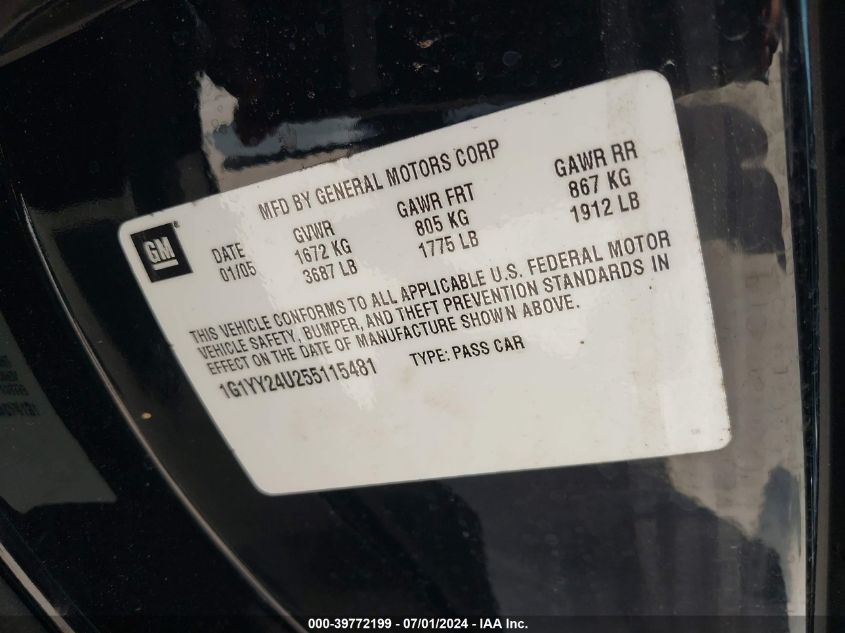 MFD BY GENERAL MOTORS CORP
GM®
DATE GVWR GAWR FRT GAWR RR
01/05 1672 KG 805 KG 867 KG
3687 LB 1775 LB 1912 LB
THIS VEHICLE CONFORMS TO ALL APPLICABLE U.S. FEDERAL MOTOR
VEHICLE SAFETY, BUMPER, AND THEFT PREVENTION STANDARDS IN
EFFECT ON THE DATE OF MANUFACTURE SHOWN ABOVE.
1G1YY24U255115481 TYPE: PASS CAR
000-39772199 - 07/01/2024 - IAA Inc.